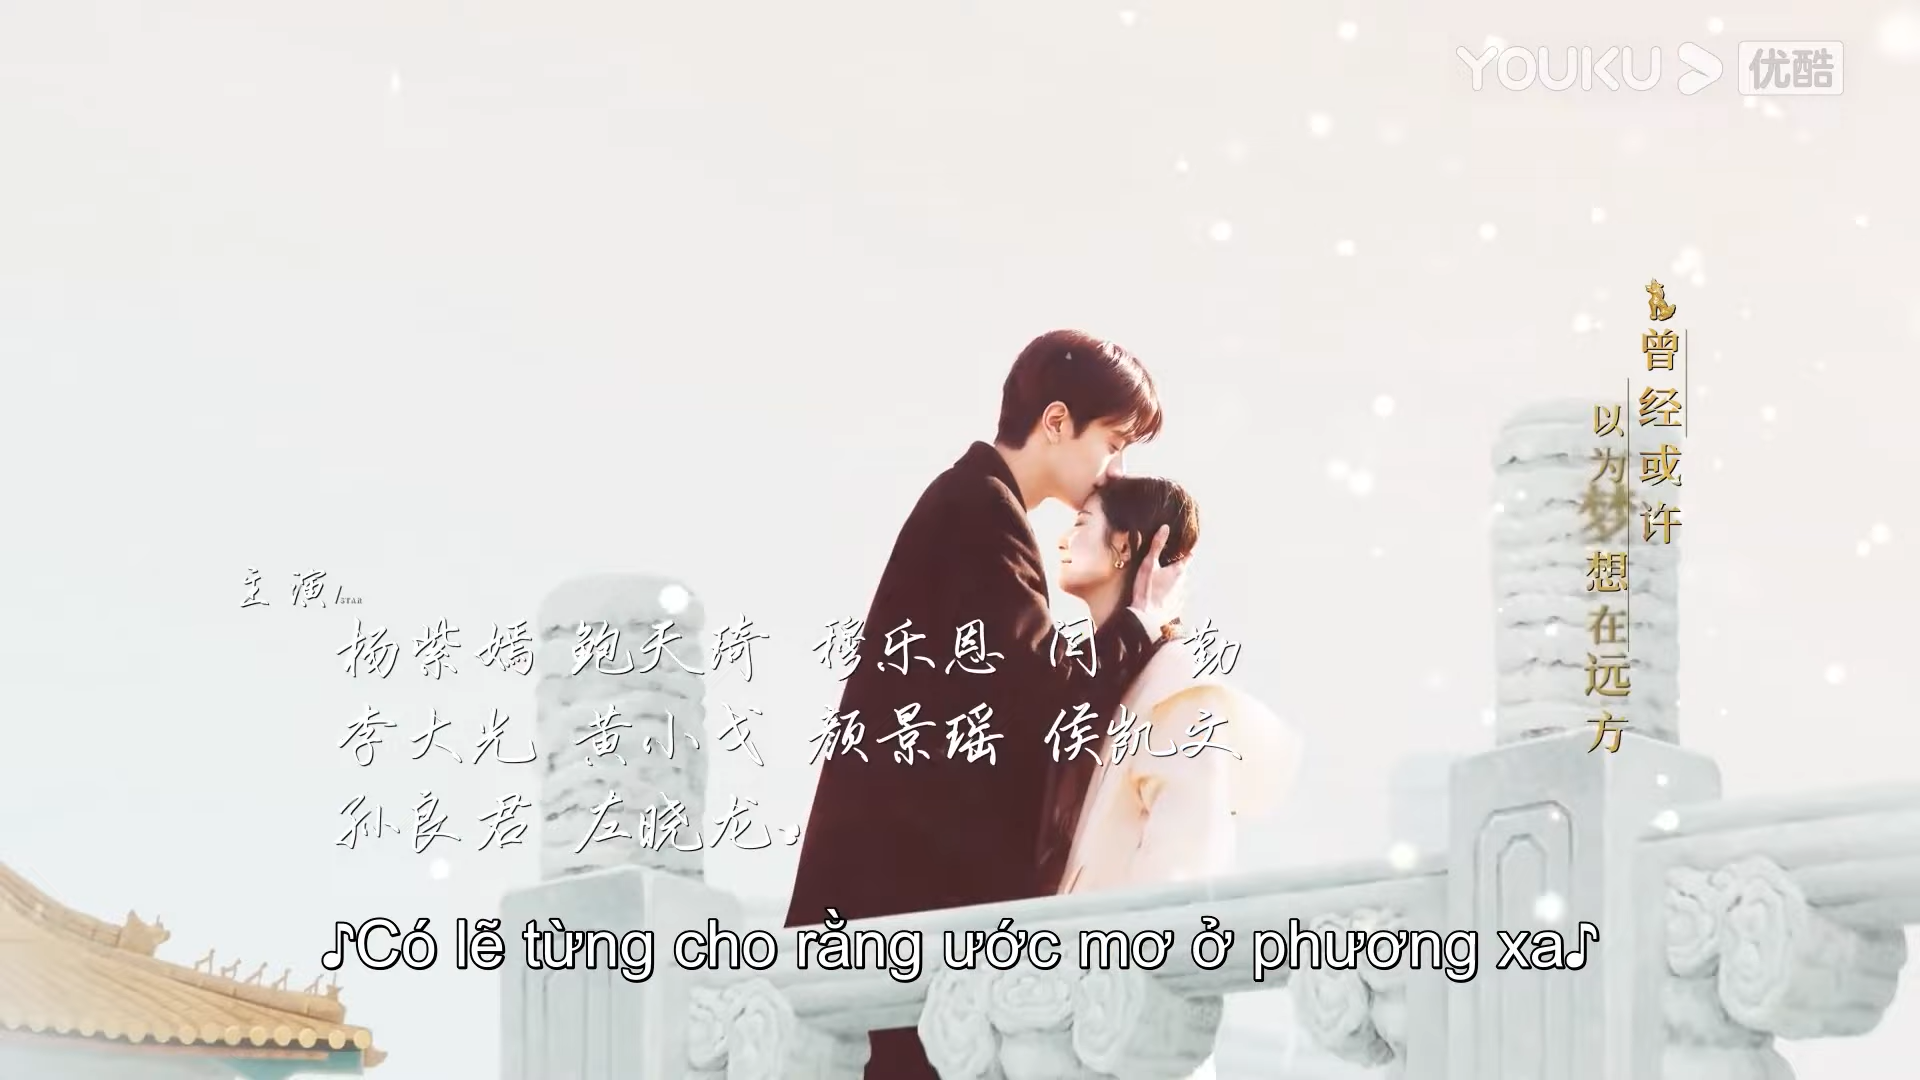 YOUKU 优酷
曾经或许
以为梦想在远方
主演/STAR
杨紫嫣 鲍天琦 穆乐恩 闫勤
李大光 黄小戈 颜景瑶 侯凯文
孙良君 左晓龙
♪Có lẽ từng cho rằng ước mơ ở phương xa♪